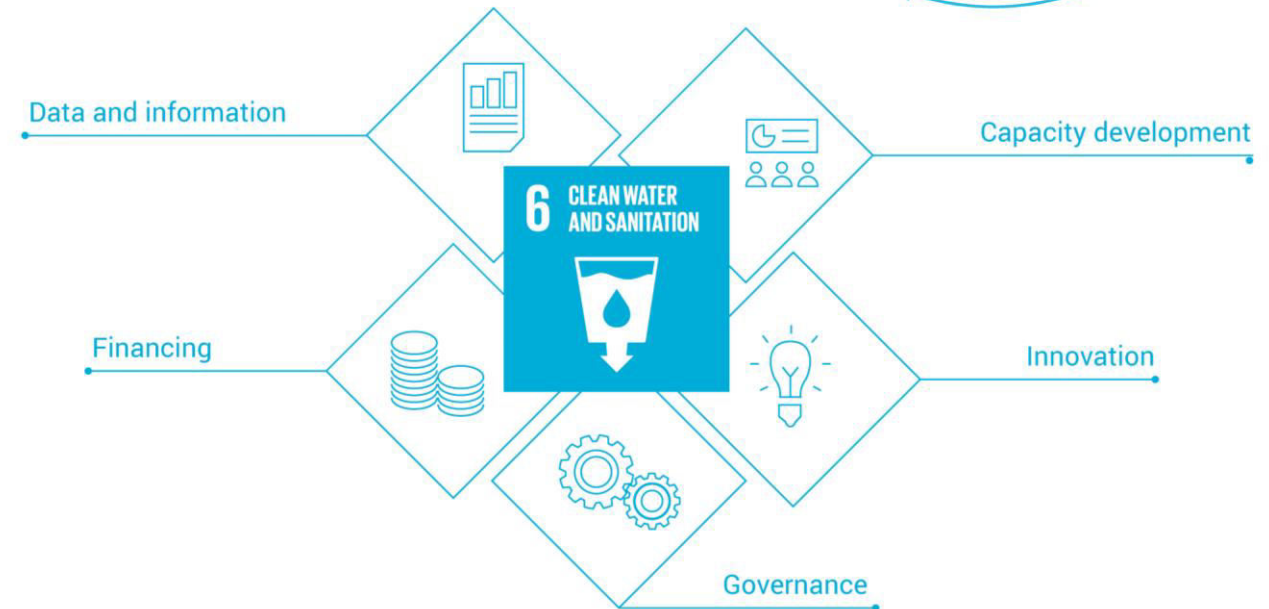 Data and information
Capacity development
6 CLEAN WATER
AND SANITATION
Financing
Innovation
Governance